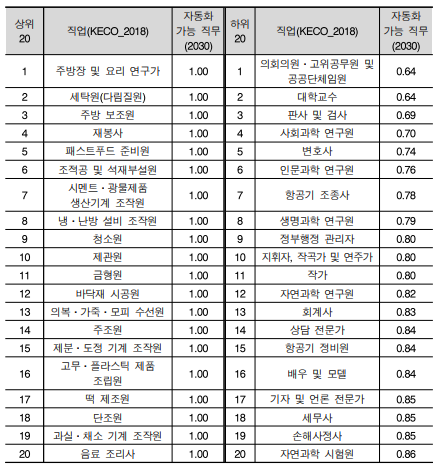 상위 20 직업(KECO_2018) 자동화 가능 직무 (2030) 하위 20 직업(KECO_2018) 자동화 가능 직무 (2030)
1 주방장 및 요리 연구가 1.00 1 의회의원・고위공무원 및 공공단체임원 0.64
2 세탁원(다림질원) 1.00 2 대학교수 0.64
3 주방 보조원 1.00 3 판사 및 검사 0.69
4 재봉사 1.00 4 사회과학 연구원 0.70
5 패스트푸드 준비원 1.00 5 변호사 0.74
6 조적공 및 석재부설원 1.00 6 인문과학 연구원 0.76
7 시멘트・광물제품 생산기계 조작원 1.00 7 항공기 조종사 0.78
8 냉・난방 설비 조작원 1.00 8 생명과학 연구원 0.79
9 청소원 1.00 9 정부행정 관리자 0.80
10 제관원 1.00 10 지휘자, 작곡가 및 연주가 0.80
11 금형원 1.00 11 작가 0.80
12 바닥재 시공원 1.00 12 자연과학 연구원 0.82
13 의복・가죽・모피 수선원 1.00 13 회계사 0.83
14 주조원 1.00 14 상담 전문가 0.84
15 제분・도정 기계 조작원 1.00 15 항공기 정비원 0.84
16 고무・플라스틱 제품 조립원 1.00 16 배우 및 모델 0.84
17 떡 제조원 1.00 17 기자 및 언론 전문가 0.85
18 단조원 1.00 18 세무사 0.85
19 과실・채소 기계 조작원 1.00 19 손해사정사 0.85
20 음료 조리사 1.00 20 자연과학 시험원 0.86